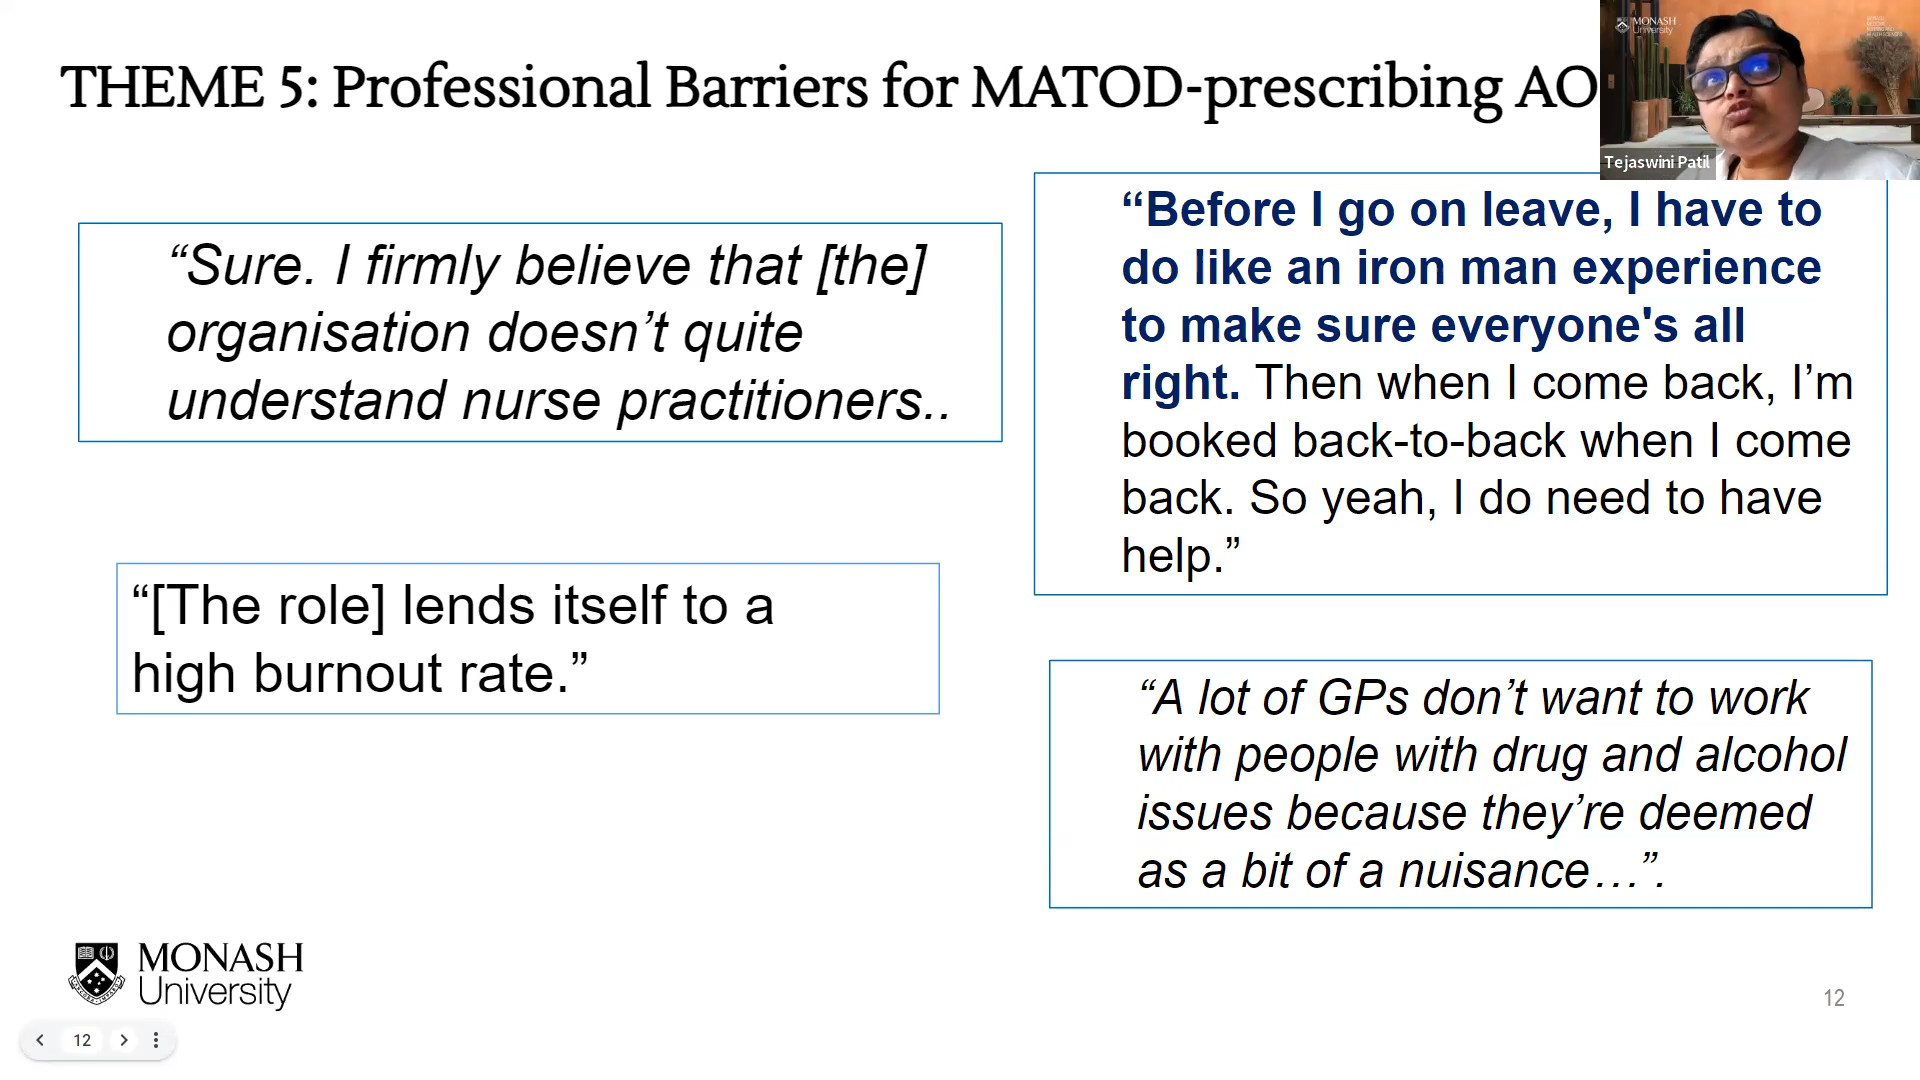 THEME 5: Professional Barriers for MATOD-prescribing AO
MONASH
University
Tejaswini Patil
“Sure. I firmly believe that [the]
organisation doesn’t quite
understand nurse practitioners..
“[The role] lends itself to a
high burnout rate.”
“Before I go on leave, I have to
do like an iron man experience
to make sure everyone's all
right. Then when I come back, I’m
booked back-to-back when I come
back. So yeah, I do need to have
help.”
“A lot of GPs don’t want to work
with people with drug and alcohol
issues because they’re deemed
as a bit of a nuisance…”.
MONASH
University
12
12